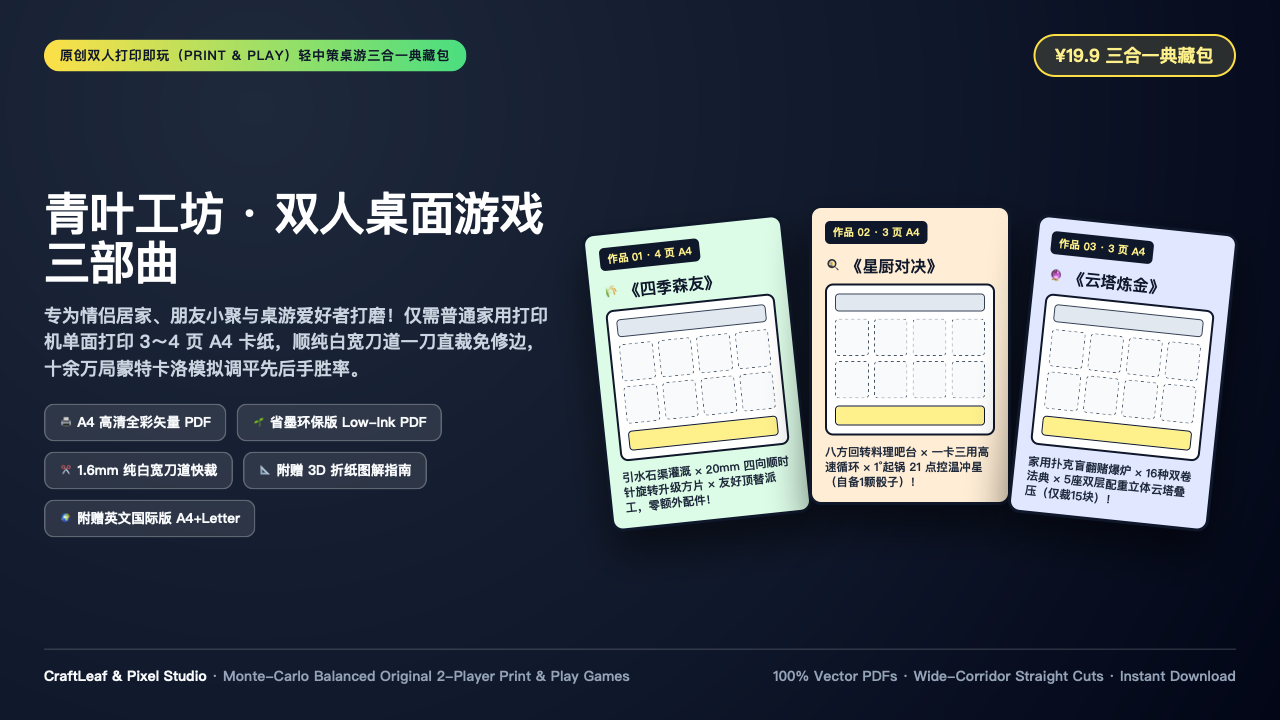 原创双人打印即玩（PRINT & PLAY）轻中策桌游三合一典藏包
¥19.9 三合一典藏包
青叶工坊 · 双人桌面游戏
三部曲
专为情侣居家、朋友小聚与桌游爱好者打磨！仅需普通家用打印
机单面打印 3～4 页 A4 卡纸，顺纯白宽刀道一刀直裁免修边，
十余万局蒙特卡洛模拟调平先后手胜率。
A4 高清全彩矢量 PDF
省墨环保版 Low-Ink PDF
1.6mm 纯白宽刀道快裁
附赠 3D 折纸图解指南
附赠英文国际版 A4+Letter
作品 01 · 4 页 A4
《四季森友》
引水石渠灌溉 × 20mm 四向顺时
针旋转升级方片 × 友好顶替派
工，零额外配件！
作品 02 · 3 页 A4
《星厨对决》
八方回转料理吧台 × 一卡三用高
速循环 × 1°起锅 21 点控温冲星
（自备1颗骰子）！
作品 03 · 3 页 A4
《云塔炼金》
家用扑克盲翻赌爆炉 × 16种双卷
法典 × 5座双层配重立体云塔叠
压（仅裁15块）！
CraftLeaf & Pixel Studio · Monte-Carlo Balanced Original 2-Player Print & Play Games
100% Vector PDFs · Wide-Corridor Straight Cuts · Instant Download